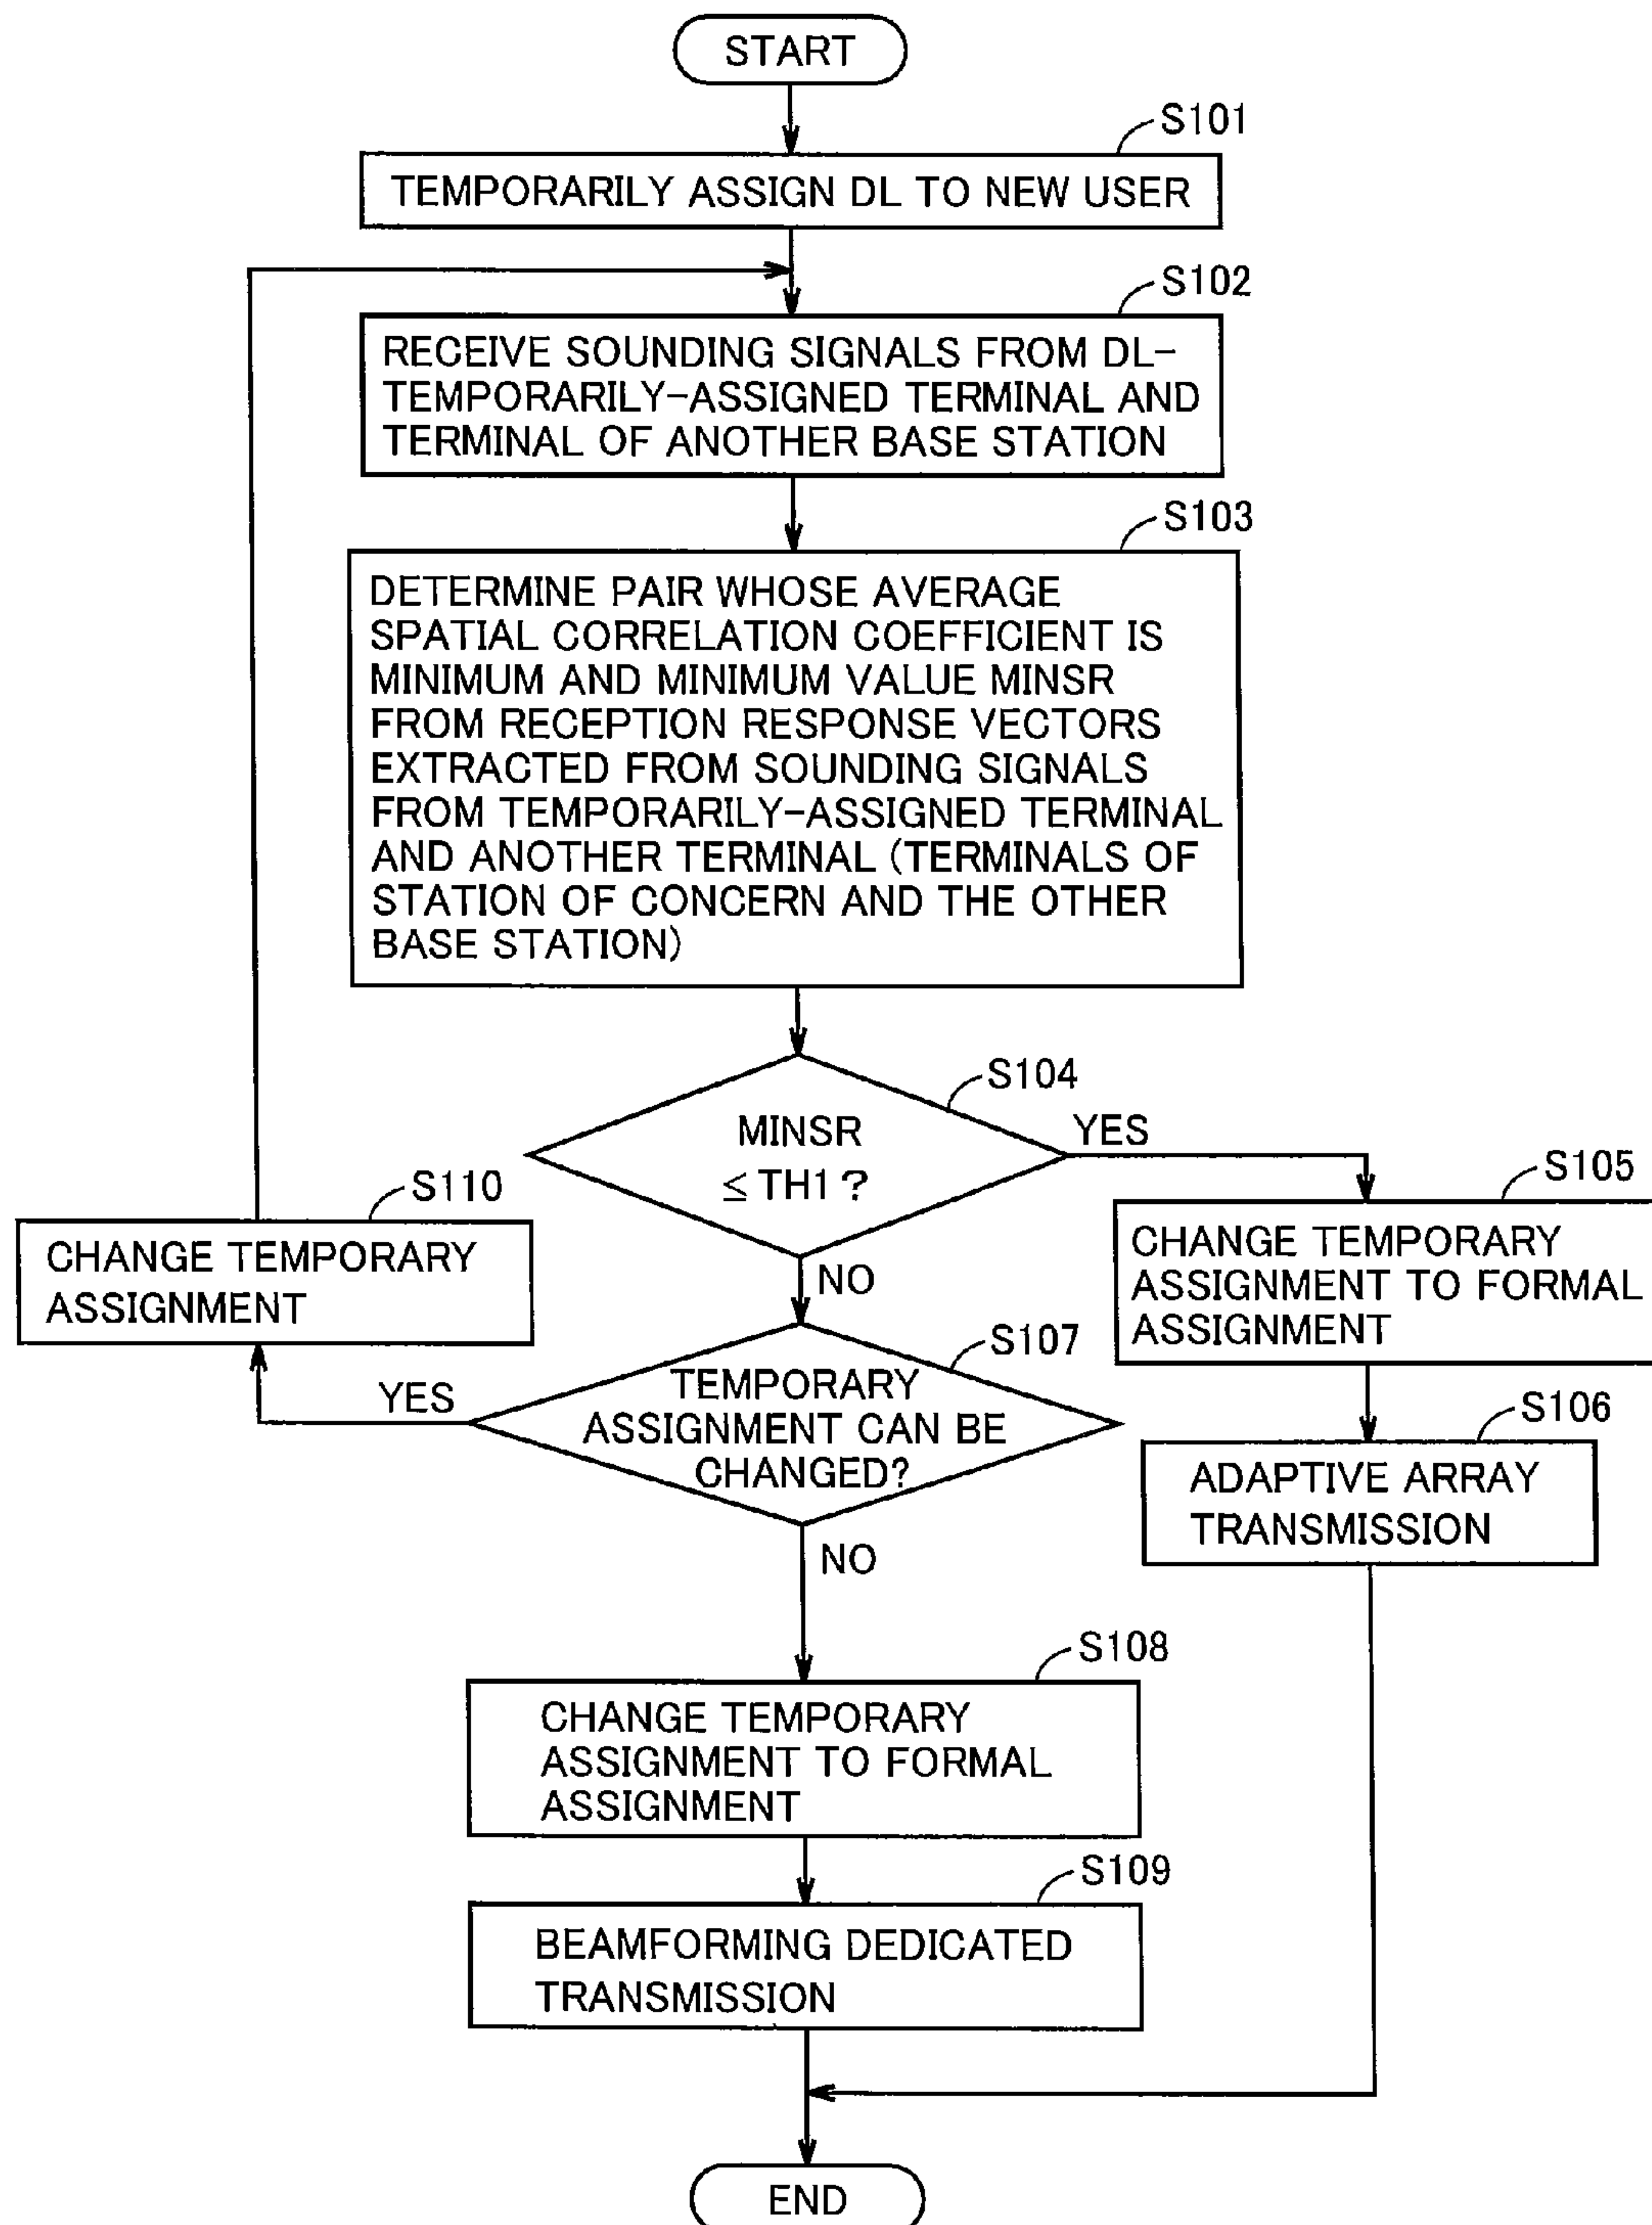 START
S101
TEMPORARILY ASSIGN DL TO NEW USER
S102
RECEIVE SOUNDING SIGNALS FROM DL-
TEMPORARILY-ASSIGNED TERMINAL AND
TERMINAL OF ANOTHER BASE STATION
S103
DETERMINE PAIR WHOSE AVERAGE
SPATIAL CORRELATION COEFFICIENT IS
MINIMUM AND MINIMUM VALUE MINSR
FROM RECEPTION RESPONSE VECTORS
EXTRACTED FROM SOUNDING SIGNALS
FROM TEMPORARILY-ASSIGNED TERMINAL
AND ANOTHER TERMINAL (TERMINALS OF
STATION OF CONCERN AND THE OTHER
BASE STATION)
S104
MINSR
≤ TH1 ?
YES
NO
S105
CHANGE TEMPORARY
ASSIGNMENT TO FORMAL
ASSIGNMENT
S106
ADAPTIVE ARRAY
TRANSMISSION
S107
TEMPORARY
ASSIGNMENT CAN BE
CHANGED?
YES
NO
S110
CHANGE TEMPORARY
ASSIGNMENT
S108
CHANGE TEMPORARY
ASSIGNMENT TO FORMAL
ASSIGNMENT
S109
BEAMFORMING DEDICATED
TRANSMISSION
END